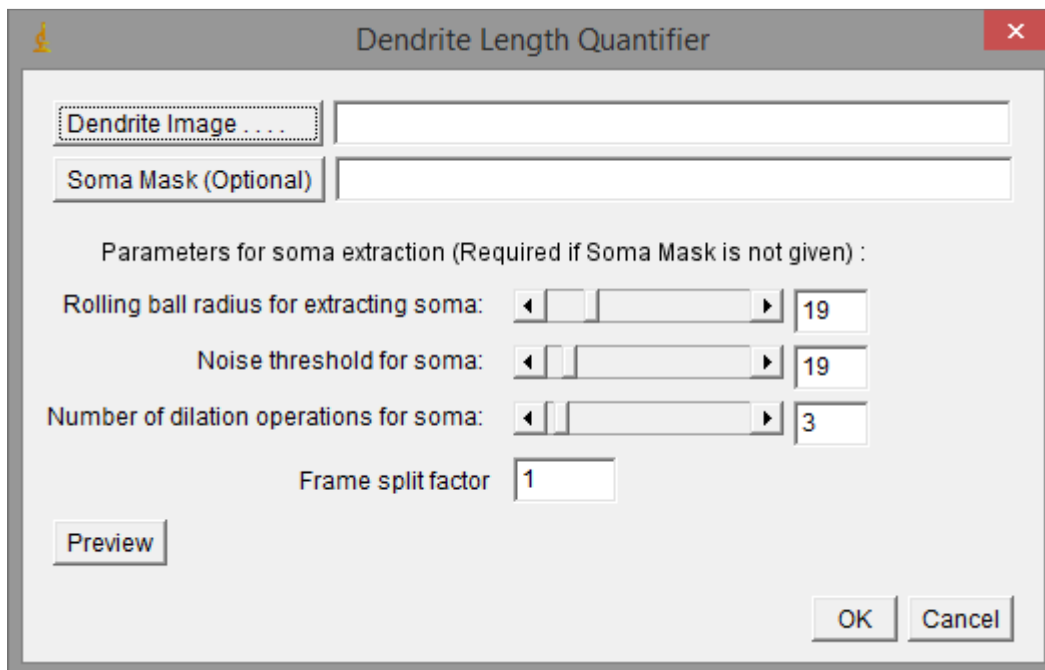 Dendrite Length Quantifier
Dendrite Image . . . .
Soma Mask (Optional)
Parameters for soma extraction (Required if Soma Mask is not given) :
Rolling ball radius for extracting soma: 19
Noise threshold for soma: 19
Number of dilation operations for soma: 3
Frame split factor 1
Preview
OK Cancel